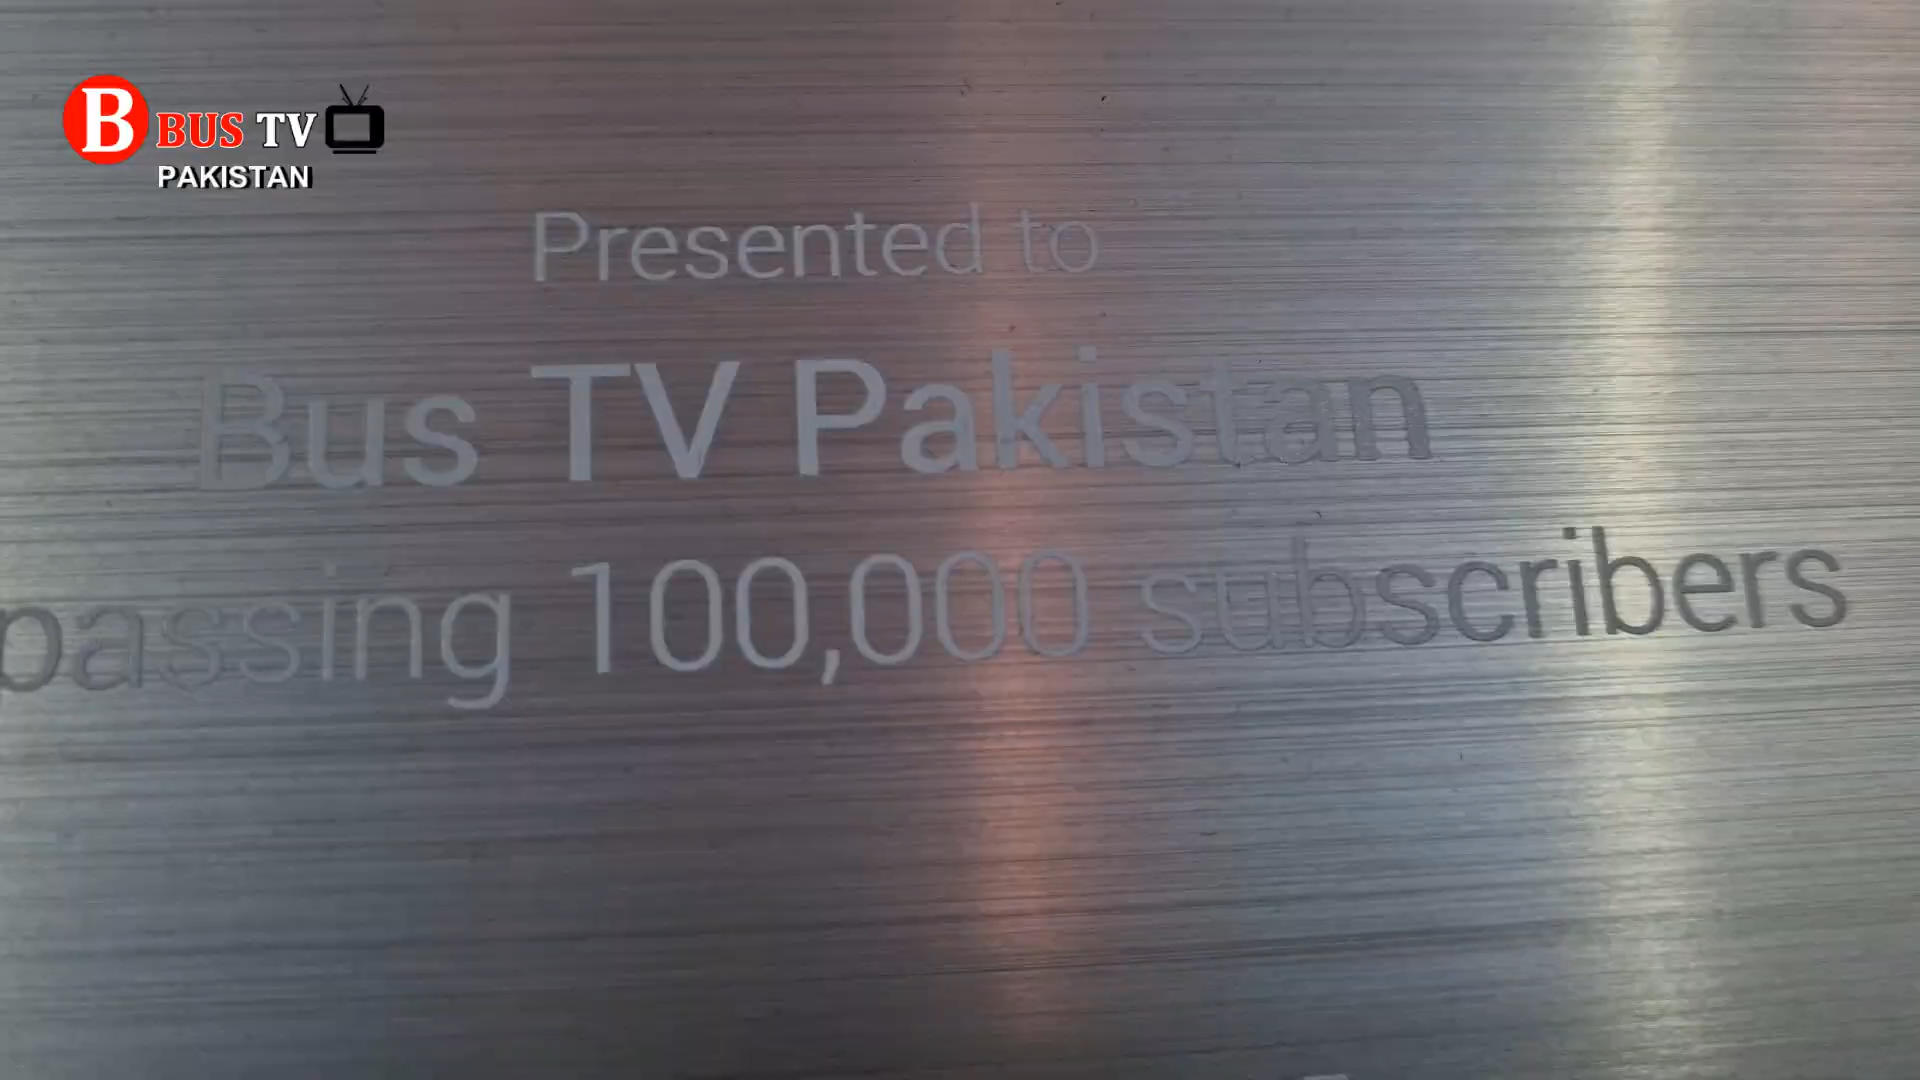 B BUS TV
PAKISTAN
Presented to
Bus TV Pakistan
passing 100,000 subscribers